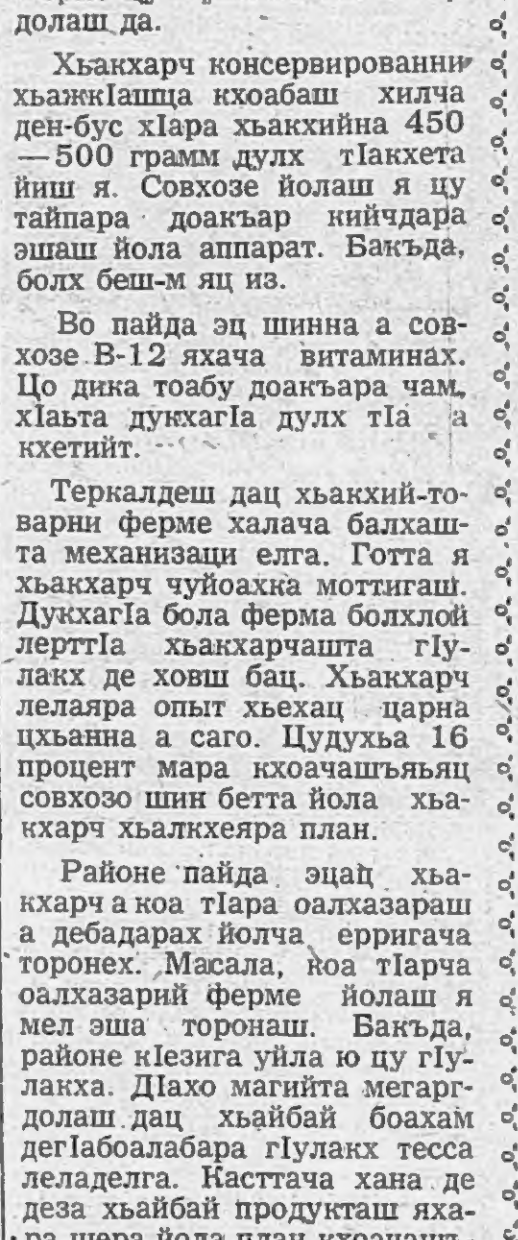 долаш да.
Хьакхарч консервированни
хьажкIашца кхоабаш хилча
ден-бус хIара хьакхийна 450
—500 грамм дулх тIакхета
йиш я. Совхозе йолаш я цу
тайпара доакъар кийчдара
эшаш йола аппарат. Бакъда,
болх беш-м яц из.
Во пайда эц шинна а сов-
хозе В-12 яхача витаминах.
Цо дика тоабу доакъара чам,
хIаьта дукхагIа дулх тIа а
кхетийт.
Теркалдеш дац хьакхий-то-
варни ферме халача балхаш-
та механизаци елга. Готта я
хьакхарч чуйоахка моттигаш.
ДукхагIа бола ферма болхлой
лерттIа хьакхарчашта гIу-
лакх де ховш бац. Хьакхарч
лелаяра опыт хьехац царна
цхьанна а саго. Цудухьа 16
процент мара кхоачашъяьяц
совхозо шин бетта йола хьа-
кхарч хьалкхеяра план.
Районе пайда эцац хьа-
кхарч а коа тIара оалхазараш
а дебадарах йолча ерригача
торонех. Масала, коа тIарча
оалхазарий ферме йолаш я
мел эша торонаш. Бакъда,
районе кIезига уйла ю цу гIу-
лакха. ДIахо магийта мегарг-
долаш дац хьайбай боахам
дегIабоалабара гIулакх тесса
леладелга. Касттача хана де
деза хьайбай продукташ яха-
ра шера йола план кхоачаш-